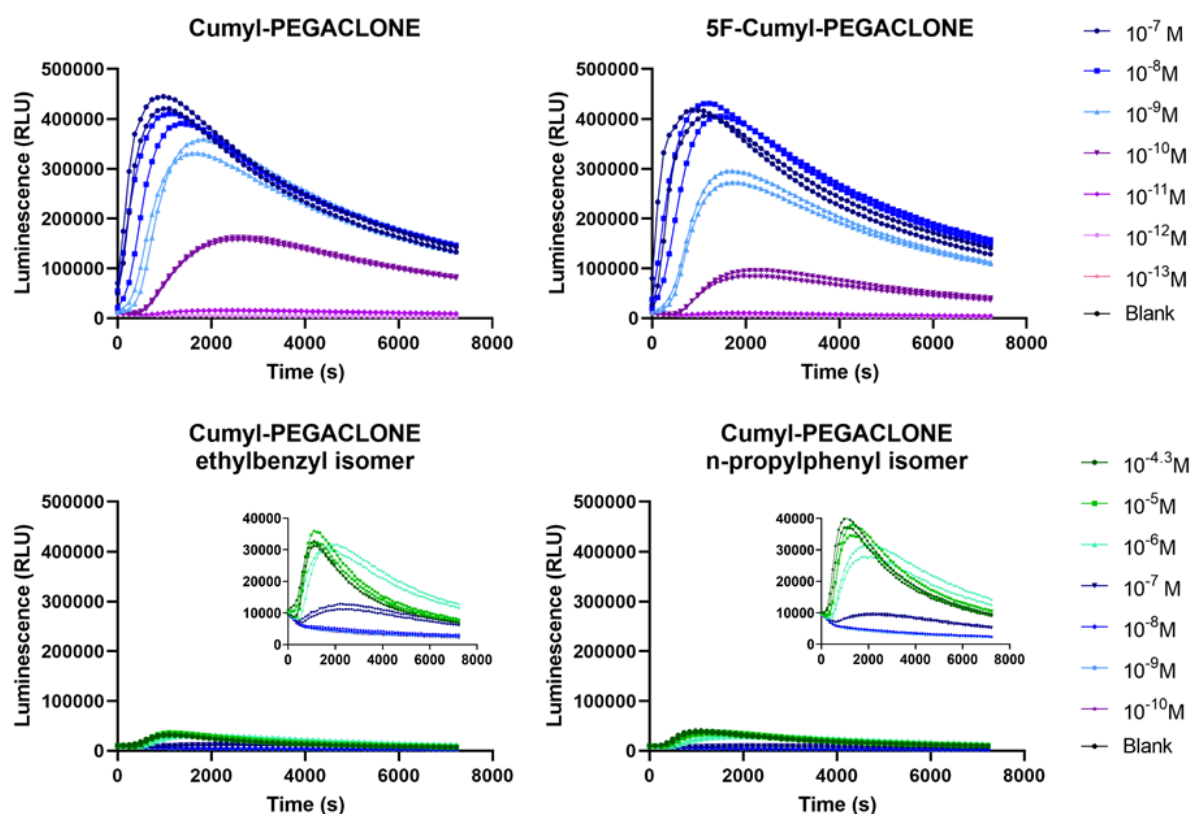 Cumyl-PEGACLONE
500000
400000
300000
200000
100000
0
Luminescence (RLU)
0 2000 4000 6000 8000
Time (s)
5F-Cumyl-PEGACLONE
500000
400000
300000
200000
100000
0
Luminescence (RLU)
0 2000 4000 6000 8000
Time (s)
10⁻⁷ M
10⁻⁸M
10⁻⁹M
10⁻¹⁰M
10⁻¹¹M
10⁻¹²M
10⁻¹³M
Blank
Cumyl-PEGACLONE
ethylbenzyl isomer
500000
400000
300000
200000
100000
0
Luminescence (RLU)
0 2000 4000 6000 8000
Time (s)
40000
30000
20000
10000
0
0 2000 4000 6000 8000
Cumyl-PEGACLONE
n-propylphenyl isomer
500000
400000
300000
200000
100000
0
Luminescence (RLU)
0 2000 4000 6000 8000
Time (s)
40000
30000
20000
10000
0
0 2000 4000 6000 8000
10⁻⁴·³M
10⁻⁵M
10⁻⁶M
10⁻⁷ M
10⁻⁸M
10⁻⁹M
10⁻¹⁰M
Blank